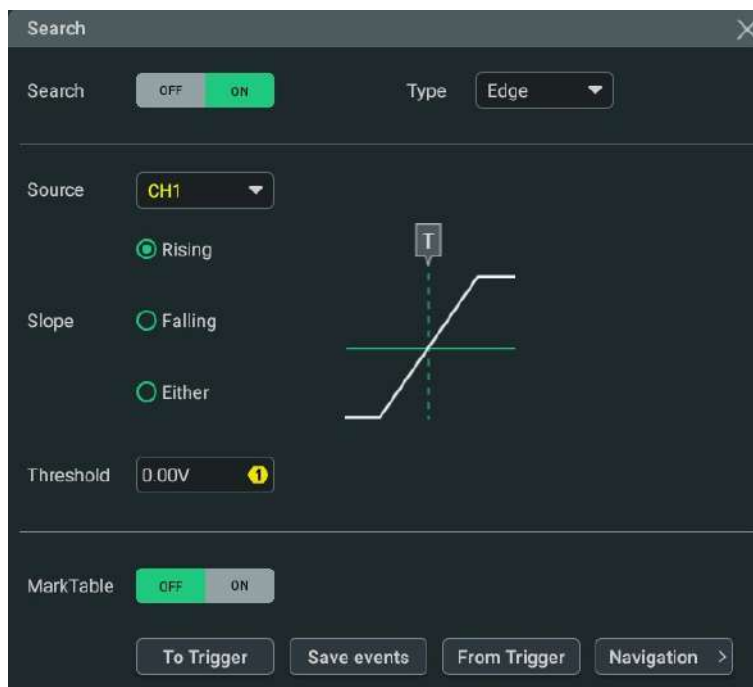 Search
Search OFF ON Type Edge
Source CH1
Rising
T
Slope Falling
Either
Threshold 0.00V 1
MarkTable OFF ON
To Trigger Save events From Trigger Navigation >